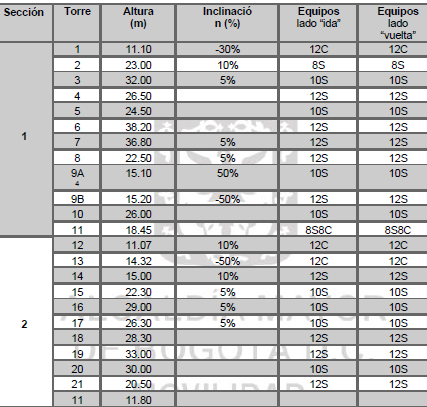 Sección Torre Altura (m) Inclinació n (%) Equipos lado "ida" Equipos lado "vuelta"
1
1 11.10 -30% 12C 12C
2 23.00 10% 8S 8S
3 32.00 5% 10S 10S
4 26.50 12S 12S
5 24.50 10S 10S
6 38.20 12S 12S
7 36.80 5% 12S 12S
8 22.50 5% 12S 12S
9A 4 15.10 50% 10S 10S
9B 15.20 -50% 12S 12S
10 26.00 10S 10S
11 18.45 8S8C 8S8C
2
12 11.07 10% 12C 12C
13 14.32 -50% 12C 12C
14 15.00 10% 12S 12S
15 22.30 5% 10S 10S
16 29.00 5% 10S 10S
17 26.30 5% 10S 10S
18 28.30 12S 12S
19 33.00 12S 12S
20 30.00 10S 10S
21 20.50 12S 12S
11 11.80
ALCALDÍA MAYOR
DE BOGOTÁ D.C.
MOVILIDAD